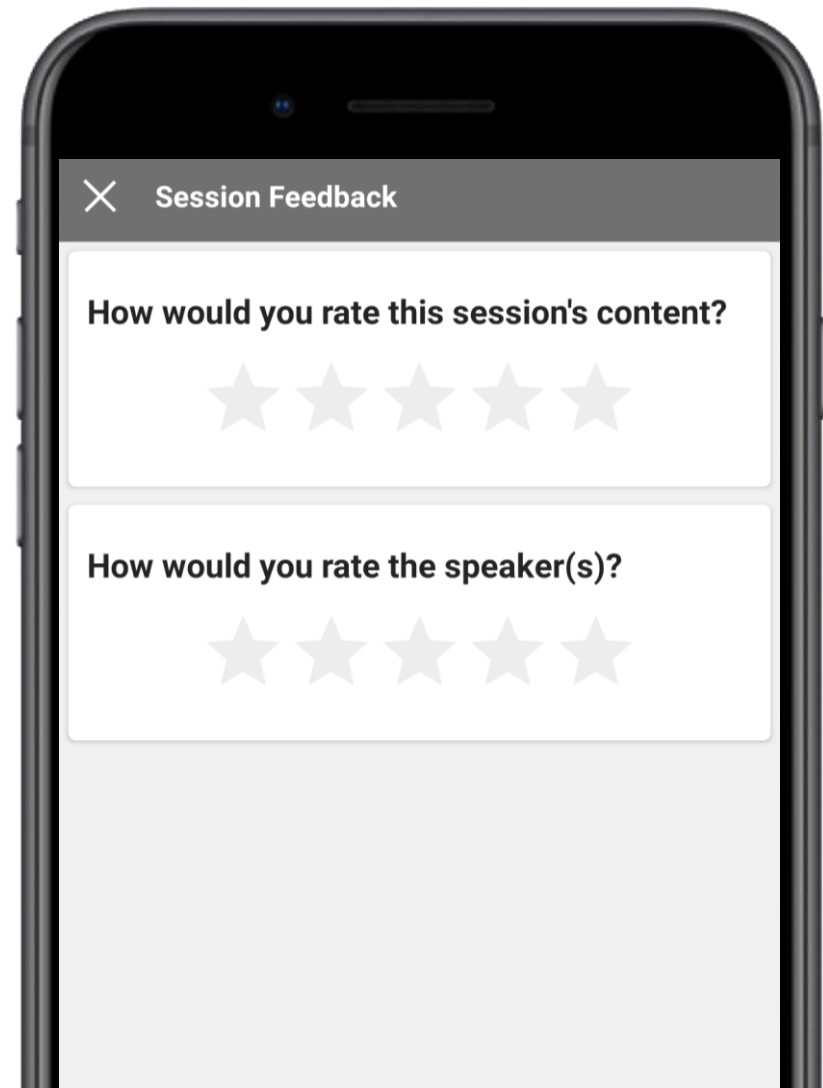 Session Feedback
How would you rate this session's content?
How would you rate the speaker(s)?